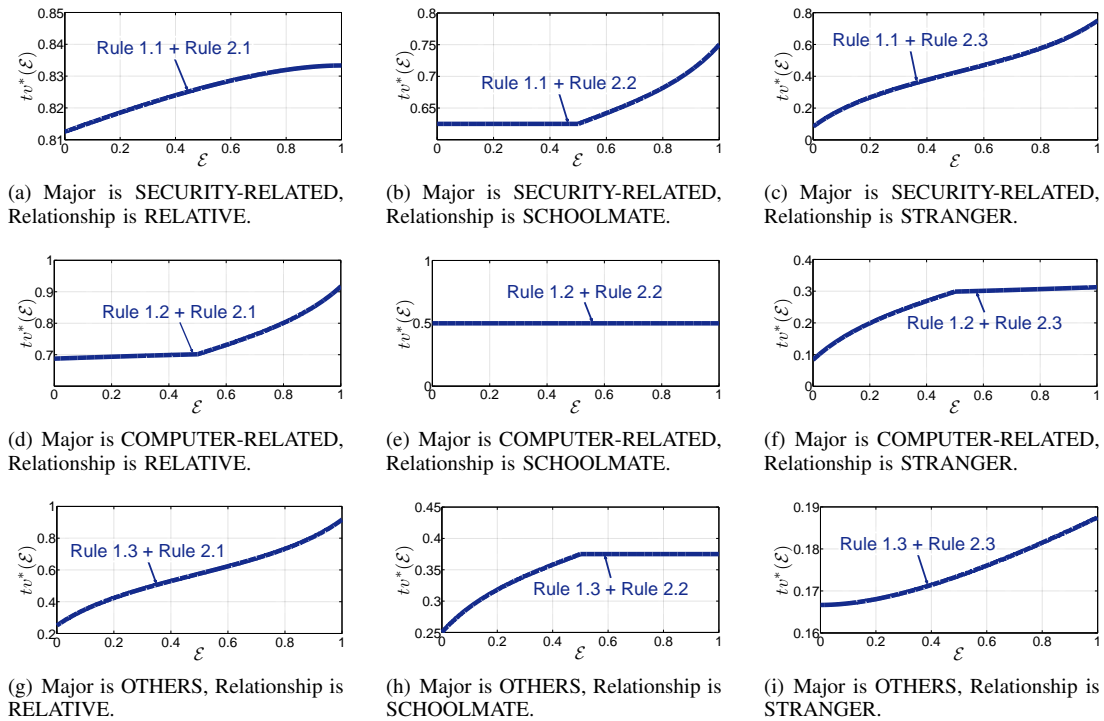 0.85
0.84
0.83
0.82
0.81
tv*(ℰ)
Rule 1.1 + Rule 2.1
0 0.2 0.4 0.6 0.8 1
ℰ
(a) Major is SECURITY-RELATED,
Relationship is RELATIVE.
0.8
0.75
0.7
0.65
tv*(ℰ)
Rule 1.1 + Rule 2.2
0 0.2 0.4 0.6 0.8 1
ℰ
(b) Major is SECURITY-RELATED,
Relationship is SCHOOLMATE.
0.8
0.6
0.4
0.2
0
tv*(ℰ)
Rule 1.1 + Rule 2.3
0 0.2 0.4 0.6 0.8 1
ℰ
(c) Major is SECURITY-RELATED,
Relationship is STRANGER.
1
0.9
0.8
0.7
tv*(ℰ)
Rule 1.2 + Rule 2.1
0 0.2 0.4 0.6 0.8 1
ℰ
(d) Major is COMPUTER-RELATED,
Relationship is RELATIVE.
1
0.5
0
tv*(ℰ)
Rule 1.2 + Rule 2.2
0 0.2 0.4 0.6 0.8 1
ℰ
(e) Major is COMPUTER-RELATED,
Relationship is SCHOOLMATE.
0.4
0.3
0.2
0.1
0
tv*(ℰ)
Rule 1.2 + Rule 2.3
0 0.2 0.4 0.6 0.8 1
ℰ
(f) Major is COMPUTER-RELATED,
Relationship is STRANGER.
1
0.8
0.6
0.4
0.2
tv*(ℰ)
Rule 1.3 + Rule 2.1
0 0.2 0.4 0.6 0.8 1
ℰ
(g) Major is OTHERS, Relationship is
RELATIVE.
0.45
0.4
0.35
0.3
0.25
tv*(ℰ)
Rule 1.3 + Rule 2.2
0 0.2 0.4 0.6 0.8 1
ℰ
(h) Major is OTHERS, Relationship is
SCHOOLMATE.
0.19
0.18
0.17
0.16
tv*(ℰ)
Rule 1.3 + Rule 2.3
0 0.2 0.4 0.6 0.8 1
ℰ
(i) Major is OTHERS, Relationship is
STRANGER.